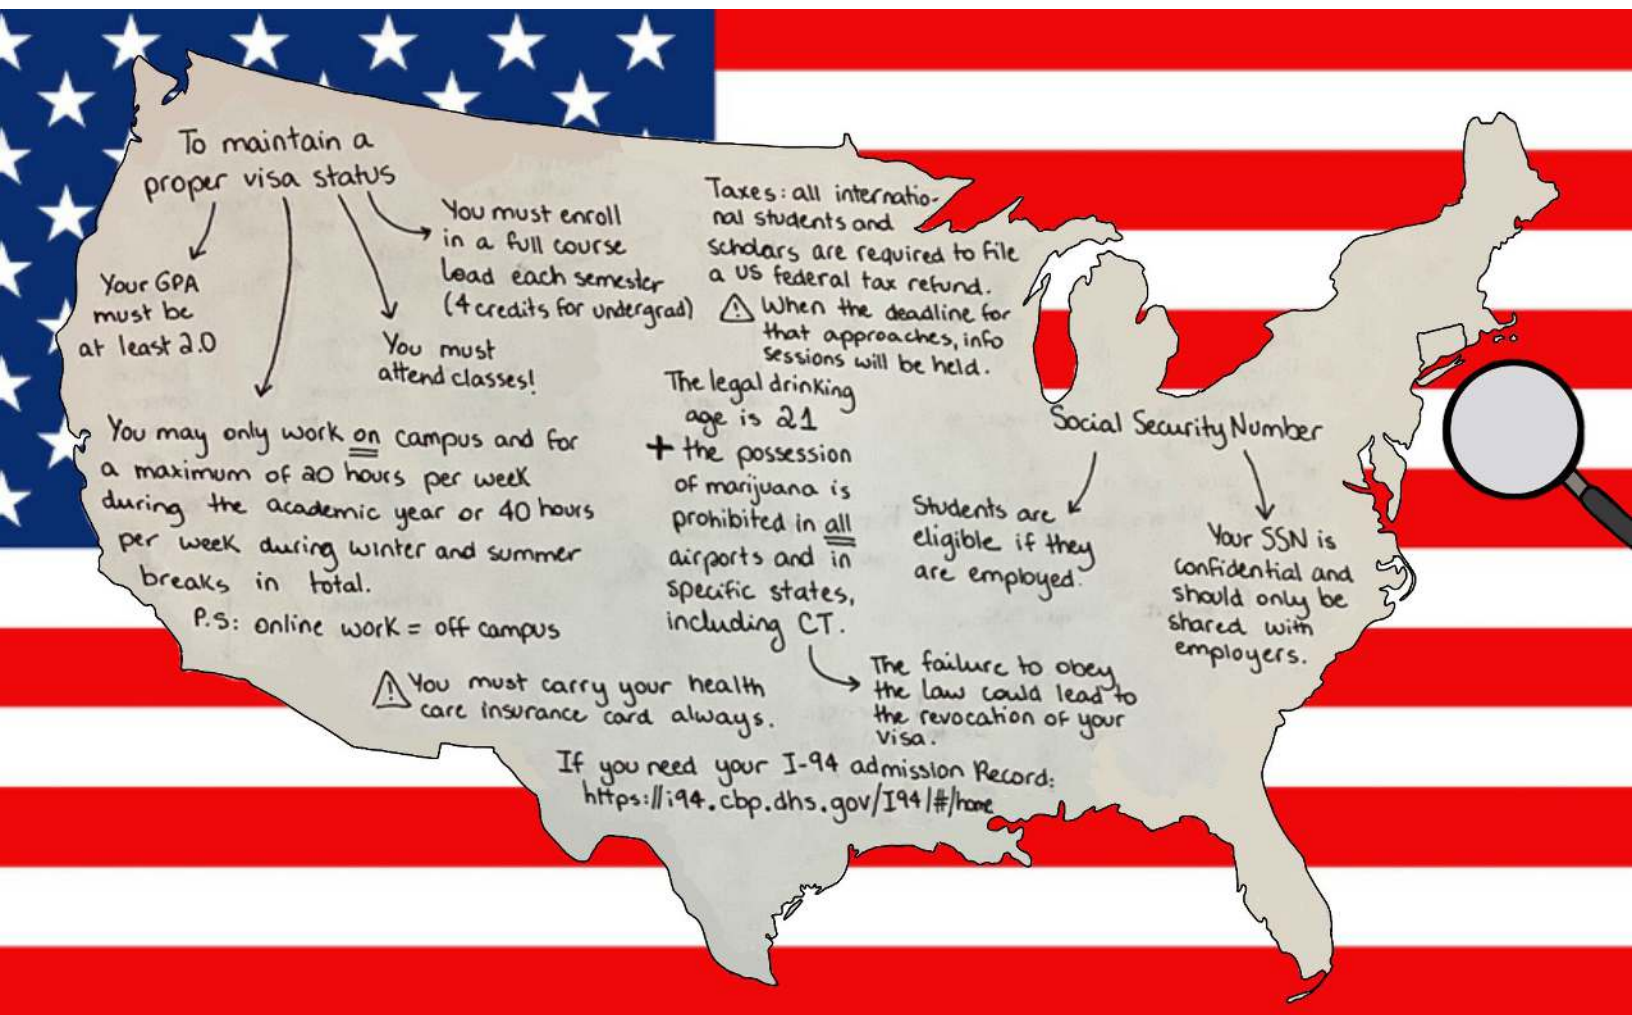 To maintain a
proper visa status
Your GPA
must be
at least 2.0
You must enroll
in a full course
load each semester
(4 credits for undergrad)
You must
attend classes!
You may only work on campus and for
a maximum of 20 hours per week
during the academic year or 40 hours
per week during winter and summer
breaks in total.
P.S: online work = off campus
Taxes: all internatio-
nal students and
scholars are required to file
a US federal tax refund.
⚠ When the deadline for
that approaches, info
sessions will be held.
The legal drinking
age is 21
+ the possession
of marijuana is
prohibited in all
airports and in
specific states,
including CT.
The failure to obey
the law could lead to
the revocation of your
visa.
Social Security Number
Students are
eligible if they
are employed.
Your SSN is
confidential and
should only be
shared with
employers.
⚠ You must carry your health
care insurance card always.
If you need your I-94 admission Record:
https://i94.cbp.dhs.gov/I94/#/home